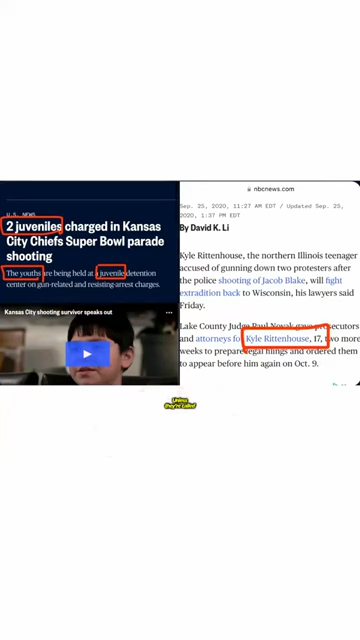 U.S. NEWS
2 juveniles charged in Kansas
City Chiefs Super Bowl parade
shooting
The youths are being held at a juvenile detention
center on gun-related and resisting-arrest charges.
Kansas City shooting survivor speaks out
nbcnews.com
Sep. 25, 2020, 11:27 AM EDT / Updated Sep.
25, 2020, 1:37 PM EDT
By David K. Li
Kyle Rittenhouse, the northern Illinois teenager
accused of gunning down two protesters after
the police shooting of Jacob Blake, will fight
extradition back to Wisconsin, his lawyers said
Friday.
Lake County Judge Paul Novak gave prosecutors
and attorneys for Kyle Rittenhouse, 17, two more
weeks to prepare legal filings and ordered them
to appear before him again on Oct. 9.
Unless
they're called